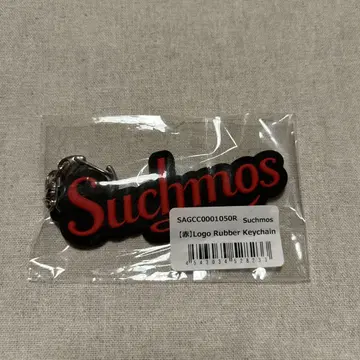 Suchmos
SAGCC0001050R Suchmos
【赤】Logo Rubber Keychain